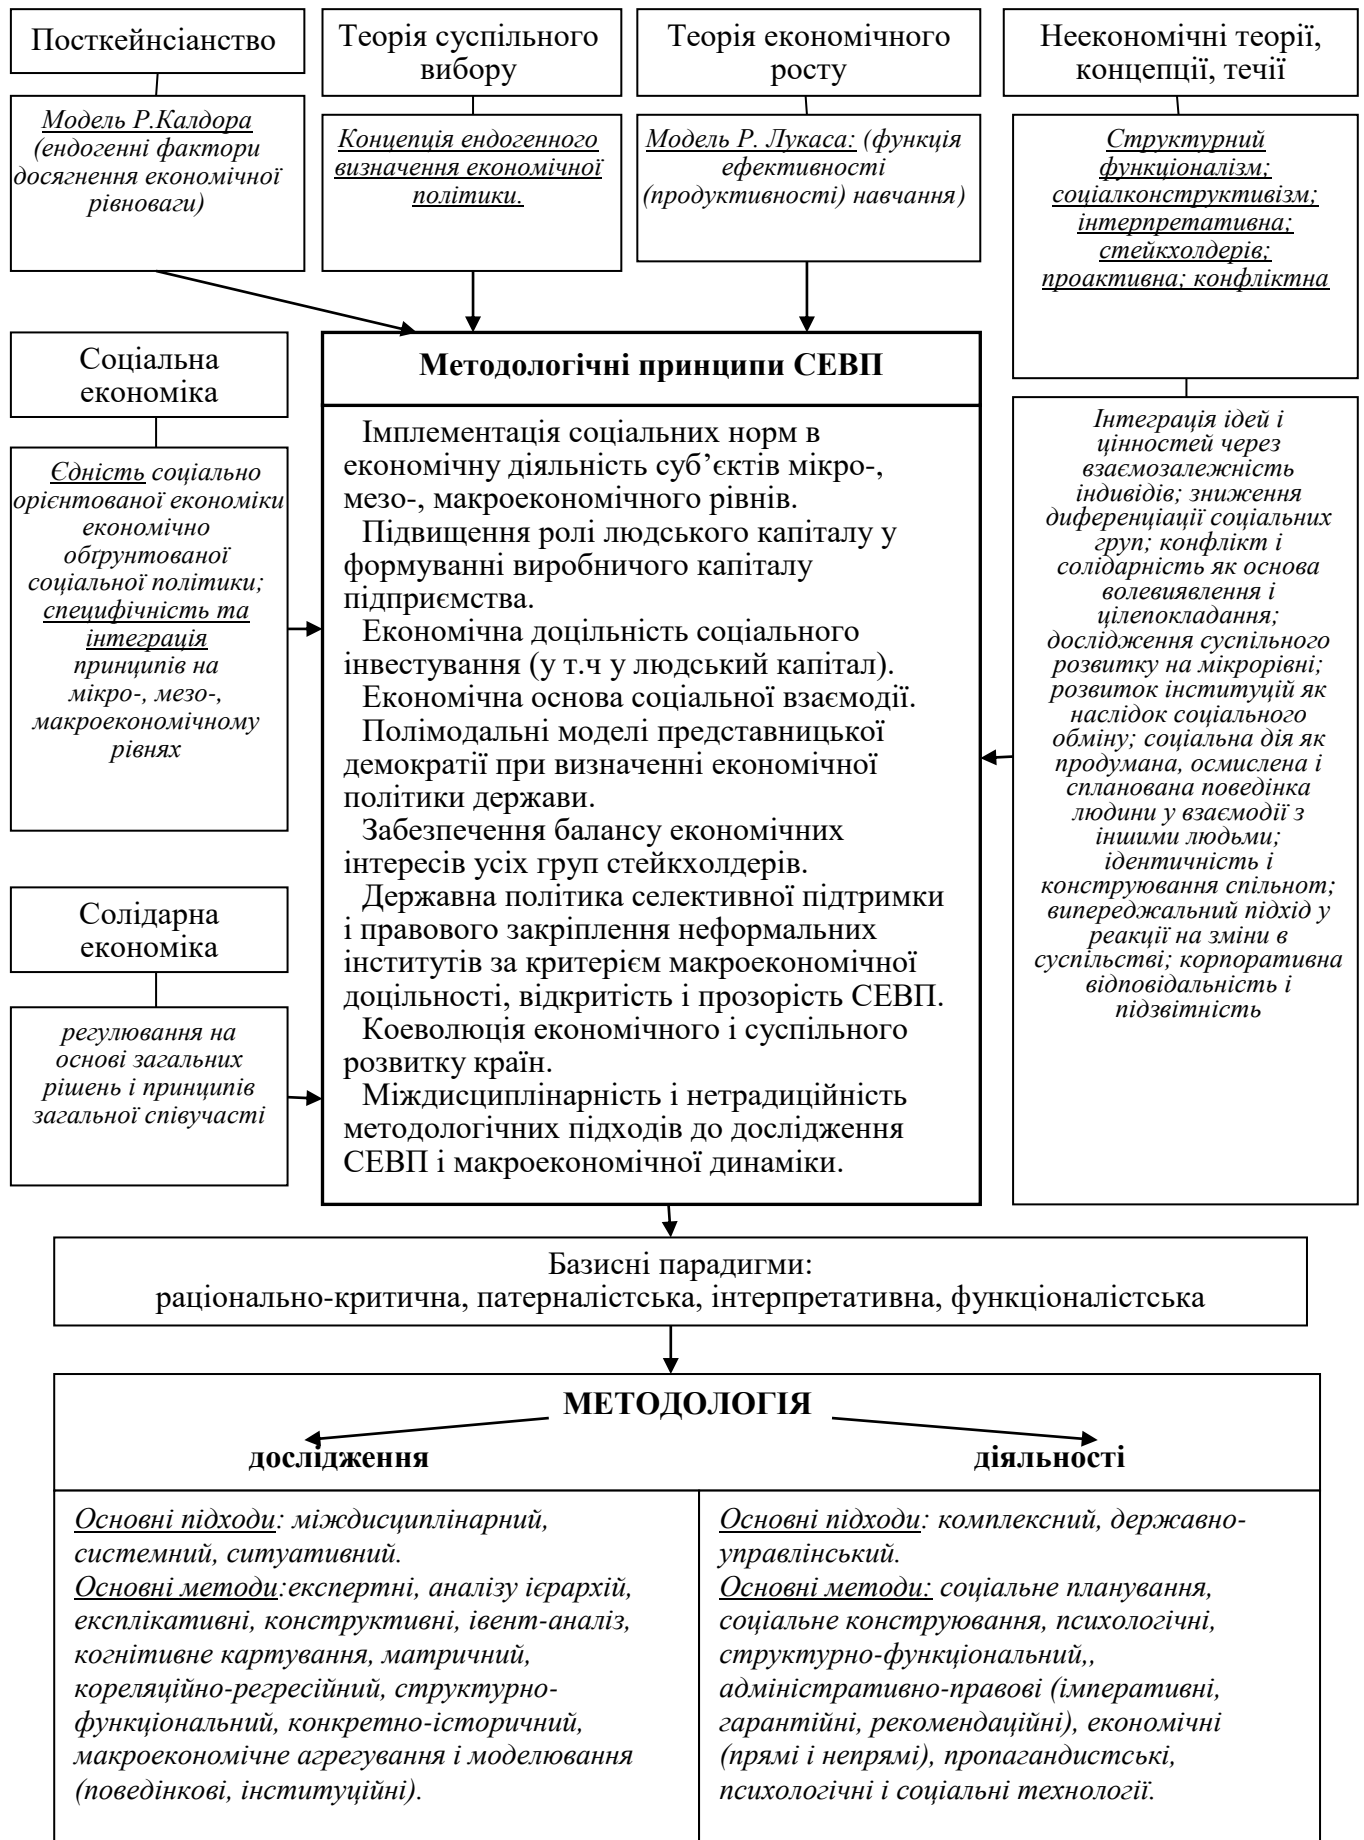 Посткейнсіанство
Модель Р.Калдора
(ендогенні фактори
досягнення економічної
рівноваги)
Теорія суспільного
вибору
Концепція ендогенного
визначення економічної
політики.
Теорія економічного
росту
Модель Р. Лукаса: (функція
ефективності
(продуктивності) навчання)
Неекономічні теорії,
концепції, течії
Структурний
функціоналізм;
соціалконструктивізм;
інтерпретативна;
стейкхолдерів;
проактивна; конфліктна
Соціальна
економіка
Єдність соціально
орієнтованої економіки
економічно
обґрунтованої
соціальної політики;
специфічність та
інтеграція
принципів на
мікро-, мезо-,
макроекономічному
рівнях
Солідарна
економіка
регулювання на
основі загальних
рішень і принципів
загальної співучасті
Методологічні принципи СЕВП
Імплементація соціальних норм в
економічну діяльність суб’єктів мікро-,
мезо-, макроекономічного рівнів.
Підвищення ролі людського капіталу у
формуванні виробничого капіталу
підприємства.
Економічна доцільність соціального
інвестування (у т.ч у людський капітал).
Економічна основа соціальної взаємодії.
Полімодальні моделі представницької
демократії при визначенні економічної
політики держави.
Забезпечення балансу економічних
інтересів усіх груп стейкхолдерів.
Державна політика селективної підтримки
і правового закріплення неформальних
інститутів за критерієм макроекономічної
доцільності, відкритість і прозорість СЕВП.
Коеволюція економічного і суспільного
розвитку країн.
Міждисциплінарність і нетрадиційність
методологічних підходів до дослідження
СЕВП і макроекономічної динаміки.
Інтеграція ідей і
цінностей через
взаємозалежність
індивідів; зниження
диференціації соціальних
груп; конфлікт і
солідарність як основа
волевиявлення і
цілепокладання;
дослідження суспільного
розвитку на мікрорівні;
розвиток інституцій як
наслідок соціального
обміну; соціальна дія як
продумана, осмислена і
спланована поведінка
людини у взаємодії з
іншими людьми;
ідентичність і
конструювання спільнот;
випереджальний підхід у
реакції на зміни в
суспільстві; корпоративна
відповідальність і
підзвітність
Базисні парадигми:
раціонально-критична, патерналістська, інтерпретативна, функціоналістська
МЕТОДОЛОГІЯ
дослідження
діяльності
Основні підходи: міждисциплінарний,
системний, ситуативний.
Основні методи:експертні, аналізу ієрархій,
експлікативні, конструктивні, івент-аналіз,
когнітивне картування, матричний,
кореляційно-регресійний, структурно-
функціональний, конкретно-історичний,
макроекономічне агрегування і моделювання
(поведінкові, інституційні).
Основні підходи: комплексний, державно-
управлінський.
Основні методи: соціальне планування,
соціальне конструювання, психологічні,
структурно-функціональний,,
адміністративно-правові (імперативні,
гарантійні, рекомендаційні), економічні
(прямі і непрямі), пропагандистські,
психологічні і соціальні технології.